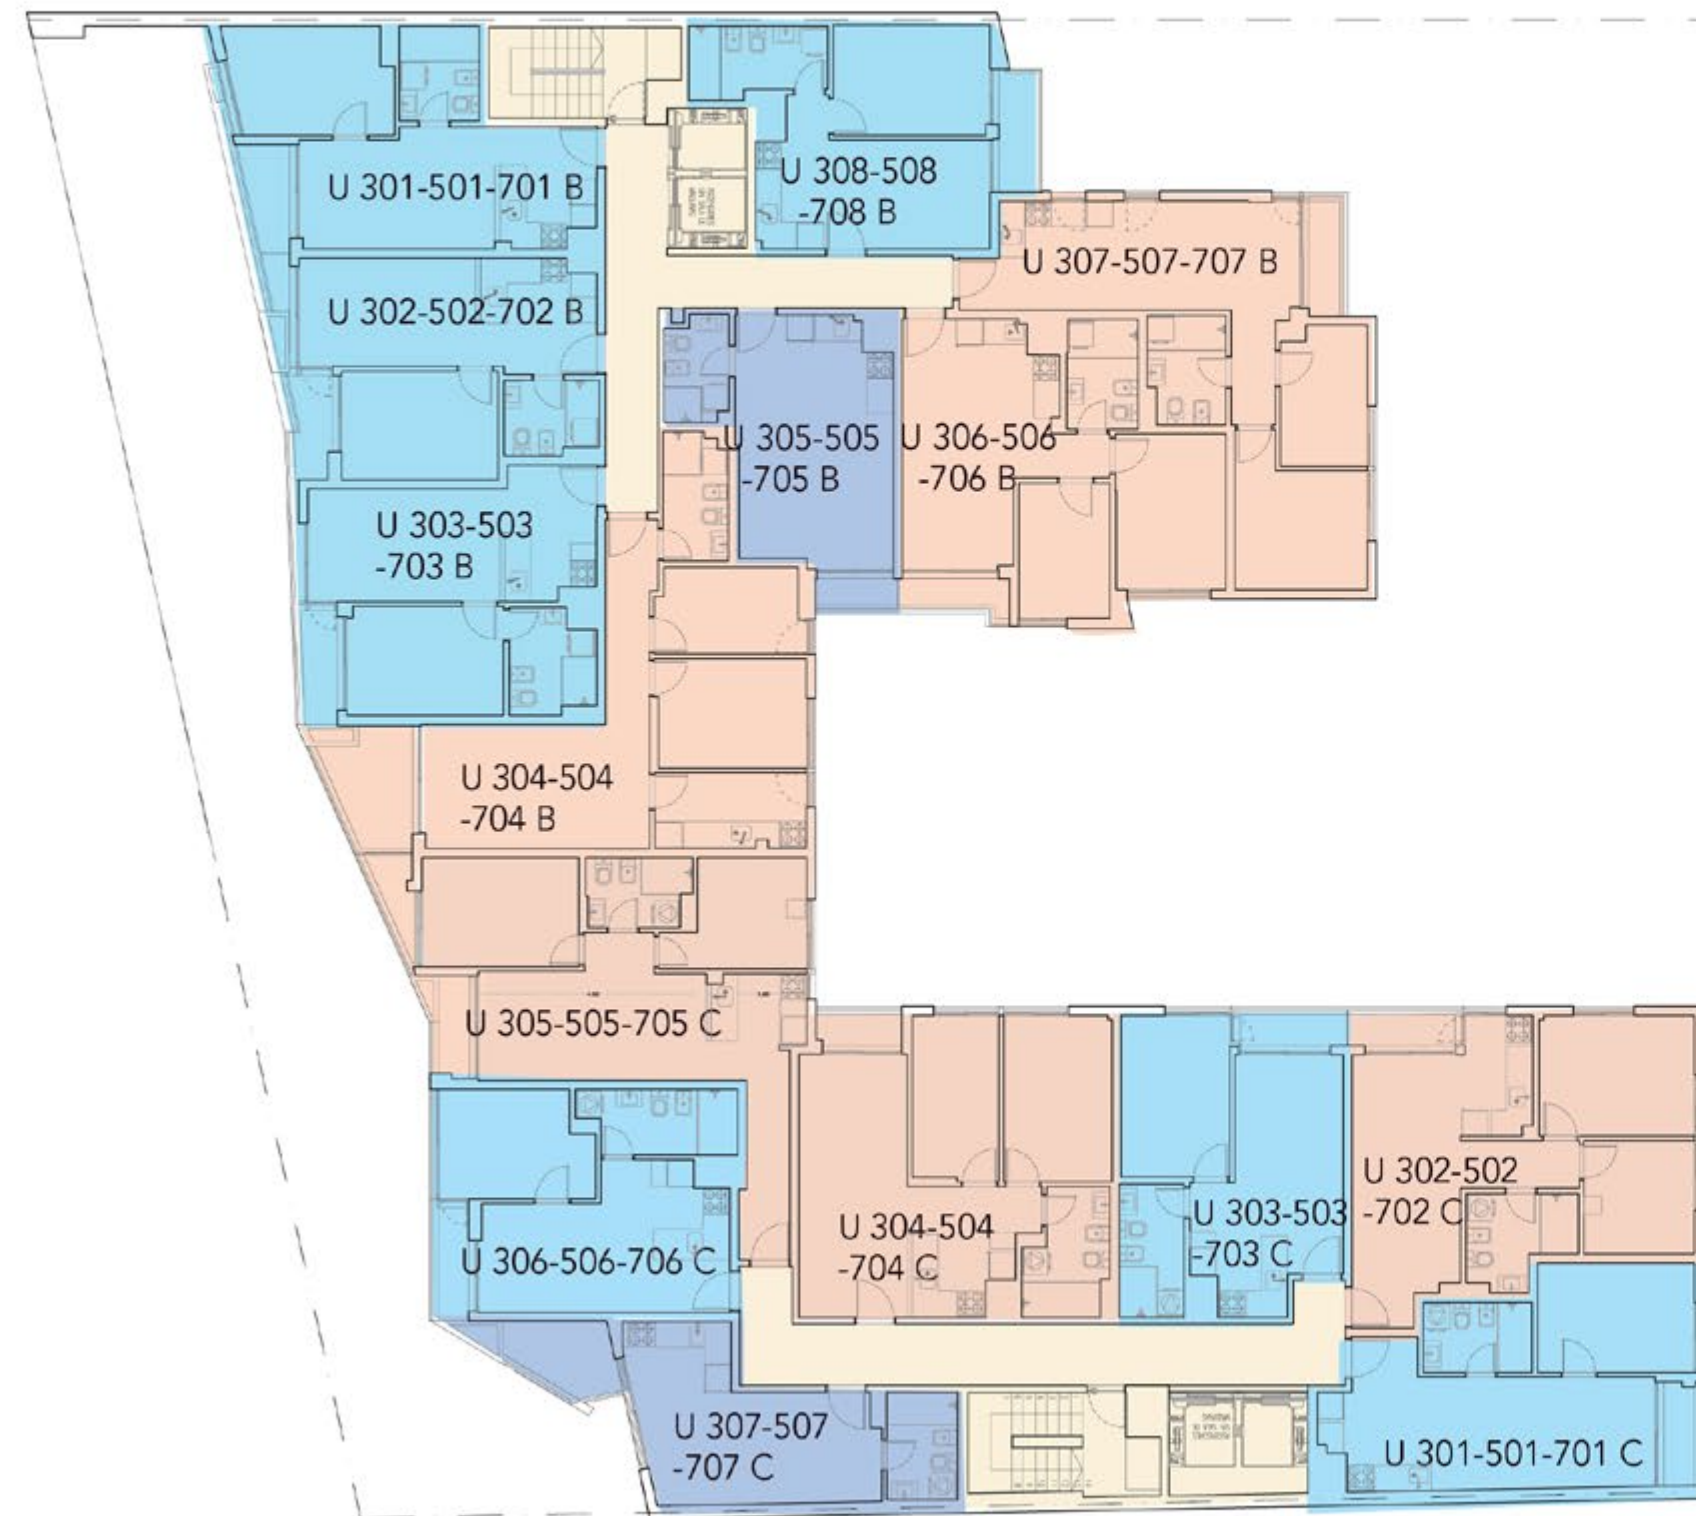 U 301-501-701 B
U 308-508
-708 B
U 307-507-707 B
U 302-502-702 B
U 305-505
-705 B
U 306-506
-706 B
U 303-503
-703 B
U 304-504
-704 B
U 305-505-705 C
U 302-502
-702 C
U 304-504
-704 C
U 303-503
-703 C
U 306-506-706 C
U 307-507
-707 C
U 301-501-701 C